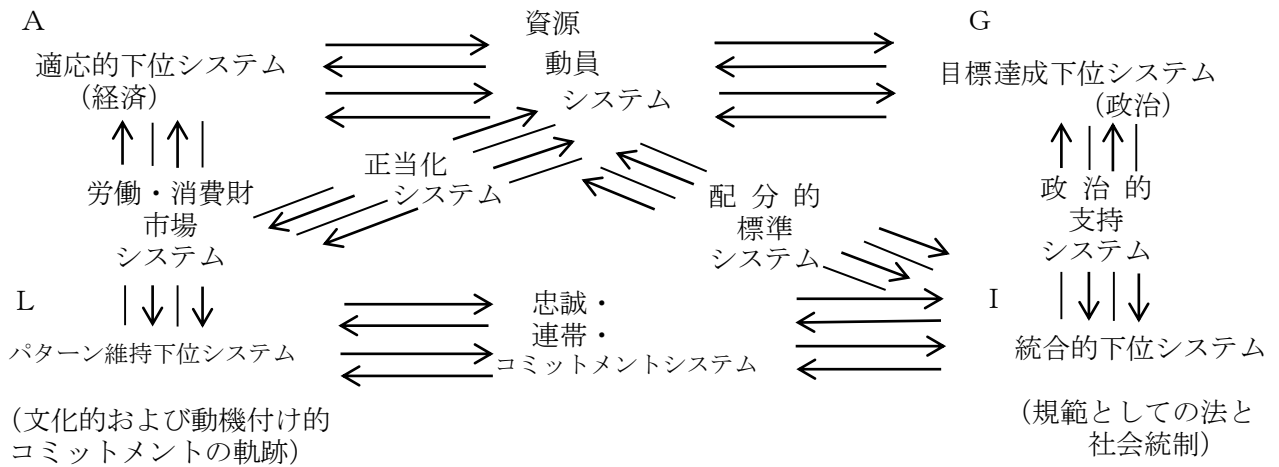 A
適応的下位システム
(経済)
資源
動員
システム
G
目標達成下位システム
(政治)
労働・消費財
市場
システム
正当化
システム
配分的
標準
システム
政治的
支持
システム
L
パターン維持下位システム
(文化的および動機付け的
コミットメントの軌跡)
忠誠・
連帯・
コミットメントシステム
I
統合的下位システム
(規範としての法と
社会統制)